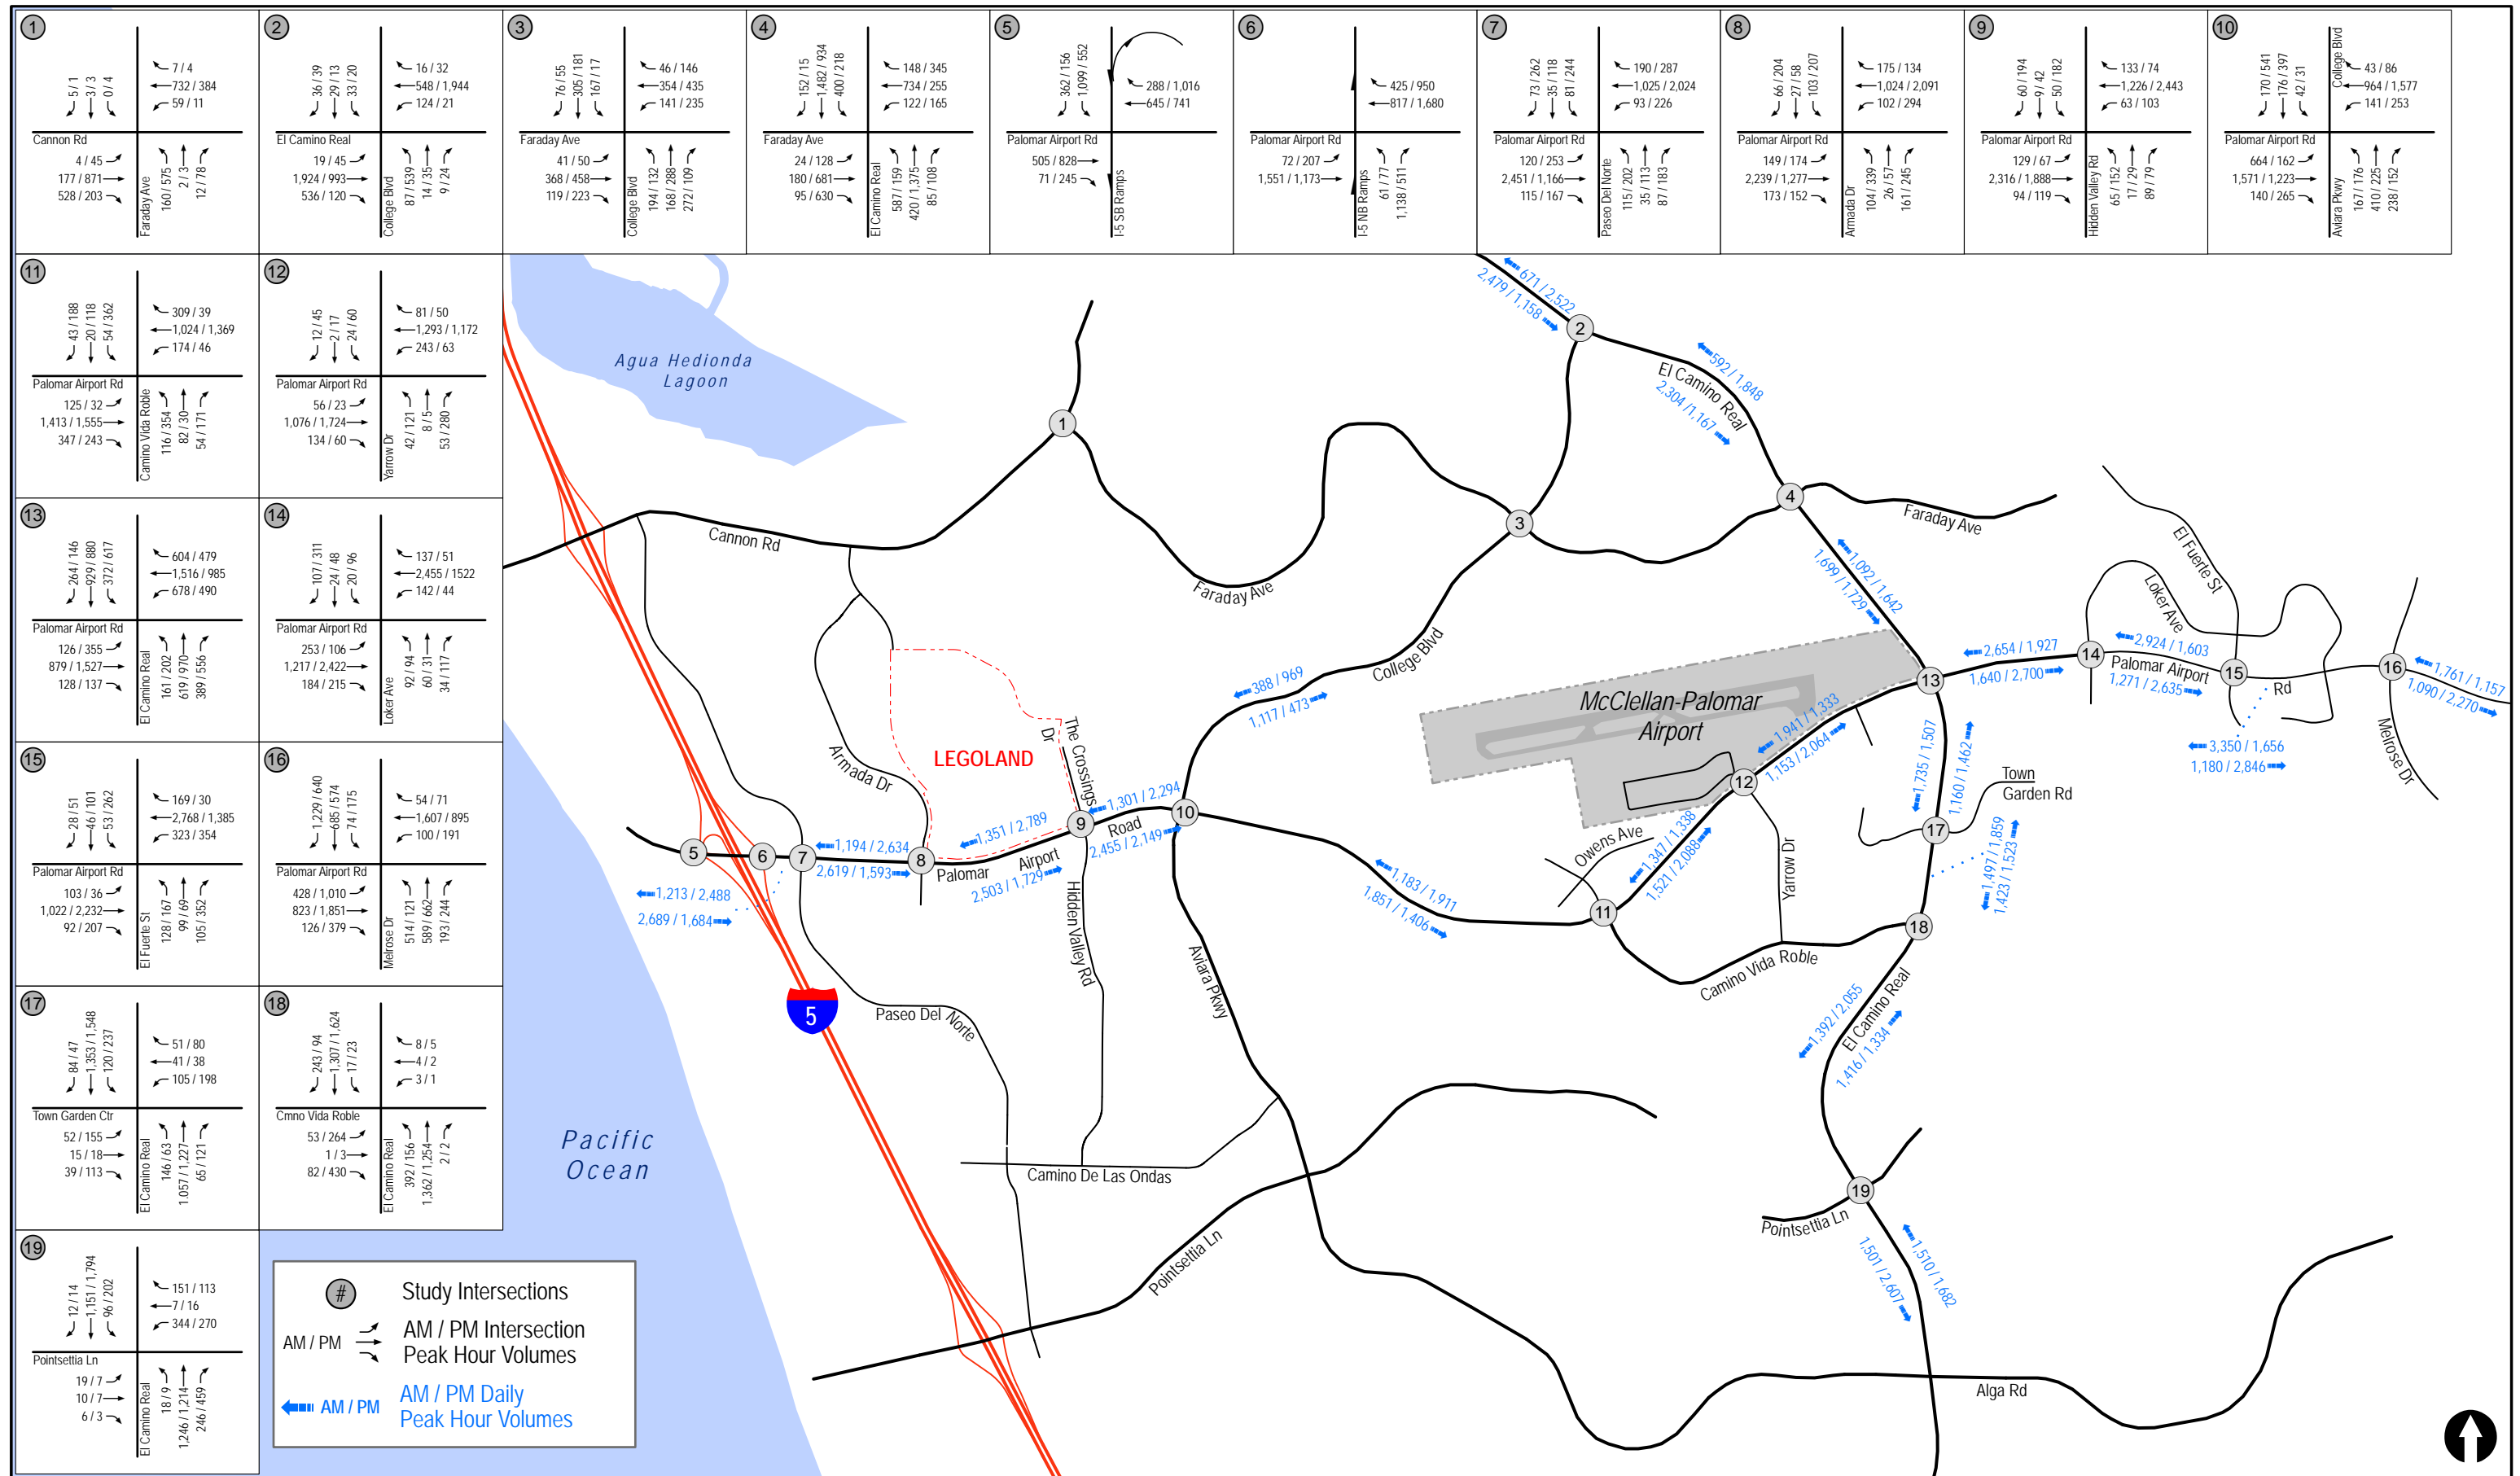 1
5 / 1
3 / 3
0 / 4
7 / 4
732 / 384
59 / 11
Cannon Rd
4 / 45
177 / 871
528 / 203
Faraday Ave
160 / 575
2 / 3
12 / 78
2
36 / 39
29 / 13
33 / 20
16 / 32
548 / 1,944
124 / 21
El Camino Real
19 / 45
1,924 / 993
536 / 120
College Blvd
87 / 539
14 / 35
9 / 24
3
76 / 55
305 / 181
167 / 17
46 / 146
354 / 435
141 / 235
Faraday Ave
41 / 50
368 / 458
119 / 223
College Blvd
194 / 132
168 / 288
272 / 109
4
152 / 15
1,482 / 934
400 / 218
148 / 345
734 / 255
122 / 165
Faraday Ave
24 / 128
180 / 681
95 / 630
El Camino Real
587 / 159
420 / 1,375
85 / 108
5
362 / 156
1,099 / 552
288 / 1,016
645 / 741
Palomar Airport Rd
505 / 828
71 / 245
I-5 SB Ramps
6
425 / 950
817 / 1,680
Palomar Airport Rd
72 / 207
1,551 / 1,173
I-5 NB Ramps
61 / 77
1,138 / 511
7
73 / 262
35 / 118
81 / 244
190 / 287
1,025 / 2,024
93 / 226
Palomar Airport Rd
120 / 253
2,451 / 1,166
115 / 167
Paseo Del Norte
115 / 202
35 / 113
87 / 183
8
66 / 204
27 / 58
103 / 207
175 / 134
1,024 / 2,091
102 / 294
Palomar Airport Rd
149 / 174
2,239 / 1,277
173 / 152
Armada Dr
104 / 339
26 / 57
161 / 245
9
60 / 194
9 / 42
50 / 182
133 / 74
1,226 / 2,443
63 / 103
Palomar Airport Rd
129 / 67
2,316 / 1,888
94 / 119
Hidden Valley Rd
65 / 152
17 / 29
89 / 79
10
170 / 541
176 / 397
42 / 31
College Blvd
43 / 86
964 / 1,577
141 / 253
Palomar Airport Rd
664 / 162
1,571 / 1,223
140 / 265
Aviara Pkwy
167 / 176
410 / 225
238 / 152
11
43 / 188
20 / 118
54 / 362
309 / 39
1,024 / 1,369
174 / 46
Palomar Airport Rd
125 / 32
1,413 / 1,555
347 / 243
Camino Vida Roble
116 / 354
82 / 30
54 / 171
12
12 / 45
2 / 17
24 / 60
81 / 50
1,293 / 1,172
243 / 63
Palomar Airport Rd
56 / 23
1,076 / 1,724
134 / 60
Yarrow Dr
42 / 121
8 / 5
53 / 280
13
264 / 146
929 / 880
372 / 617
604 / 479
1,516 / 985
678 / 490
Palomar Airport Rd
126 / 355
879 / 1,527
128 / 137
El Camino Real
161 / 202
619 / 970
389 / 556
14
107 / 311
24 / 48
20 / 96
137 / 51
2,455 / 1522
142 / 44
Palomar Airport Rd
253 / 106
1,217 / 2,422
184 / 215
Loker Ave
92 / 94
60 / 31
34 / 117
15
28 / 51
46 / 101
53 / 262
169 / 30
2,768 / 1,385
323 / 354
Palomar Airport Rd
103 / 36
1,022 / 2,232
92 / 207
El Fuerte St
128 / 167
99 / 69
105 / 352
16
1,229 / 640
685 / 574
74 / 175
54 / 71
1,607 / 895
100 / 191
Palomar Airport Rd
428 / 1,010
823 / 1,851
126 / 379
Melrose Dr
514 / 121
589 / 662
193 / 244
17
84 / 47
1,353 / 1,548
120 / 237
51 / 80
41 / 38
105 / 198
Town Garden Ctr
52 / 155
15 / 18
39 / 113
El Camino Real
146 / 63
1.057 / 1,227
65 / 121
18
243 / 94
1,307 / 1,624
17 / 23
8 / 5
4 / 2
3 / 1
Cmno Vida Roble
53 / 264
1 / 3
82 / 430
El Camino Real
392 / 156
1,362 / 1,254
2 / 2
19
12 / 14
1,151 / 1,794
96 / 202
151 / 113
7 / 16
344 / 270
Pointsettia Ln
19 / 7
10 / 7
6 / 3
El Camino Real
18 / 9
1,246 / 1,214
246 / 459
671 / 2,522
2,479 / 1,158
2
592 / 1,848
El Camino Real
2,304 / 1,167
Agua Hedionda
Lagoon
1
3
4
Faraday Ave
Cannon Rd
Faraday Ave
1,092 / 1,642
1,699 / 1,729
El Fuerte St
Loker Ave
College Blvd
388 / 969
1,117 / 473
McClellan-Palomar
Airport
13
2,654 / 1,927
1,640 / 2,700
14
2,924 / 1,603
Palomar Airport
Rd
1,271 / 2,635
15
16
1,761 / 1,157
1,090 / 2,270
Melrose Dr
3,350 / 1,656
1,180 / 2,846
The Crossings
Dr
LEGOLAND
Armada Dr
1,941 / 1,333
1,153 / 2,064
12
1,735 / 1,507
1,160 / 1,462
Town
Garden Rd
17
1,497 / 1,859
1,423 / 1,523
5
6
7
1,194 / 2,634
2,619 / 1,593
8
1,351 / 2,789
Palomar
Airport
Road
2,503 / 1,729
9
1,301 / 2,294
2,455 / 2,149
10
1,213 / 2,488
2,689 / 1,684
1,183 / 1,911
1,851 / 1,406
Owens Ave
1,347 / 1,338
1,521 / 2,088
11
Yarrow Dr
Camino Vida Roble
18
Hidden Valley Rd
Aviara Pkwy
5
Paseo Del Norte
El Camino Real
1,392 / 2,055
1,416 / 1,334
Pacific
Ocean
Camino De Las Ondas
Pointsettia Ln
19
Pointsettia Ln
1,501 / 2,607
1,510 / 1,682
Alga Rd
#
Study Intersections
AM / PM
AM / PM Intersection
Peak Hour Volumes
AM / PM
AM / PM Daily
Peak Hour Volumes